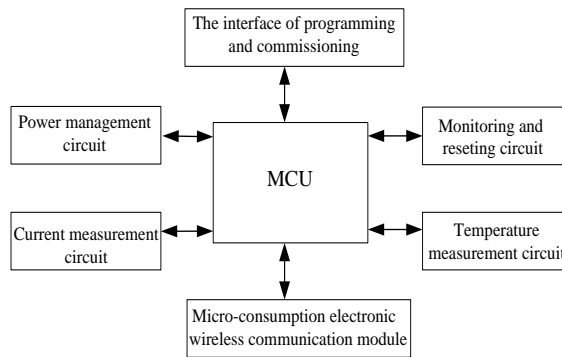 The interface of programming
and commissioning
Power management
circuit
Monitoring and
reseting circuit
MCU
Current measurement
circuit
Temperature
measurement circuit
Micro-consumption electronic
wireless communication module